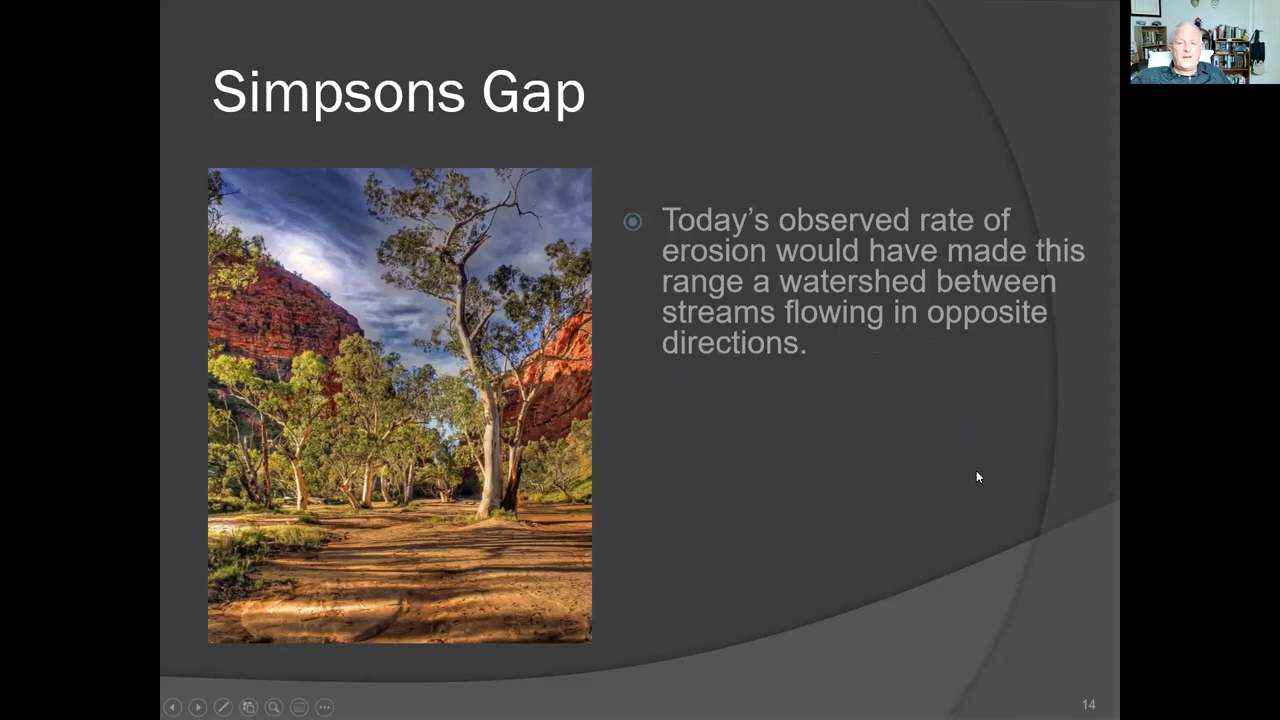 Simpsons Gap
Today’s observed rate of
erosion would have made this
range a watershed between
streams flowing in opposite
directions.
14